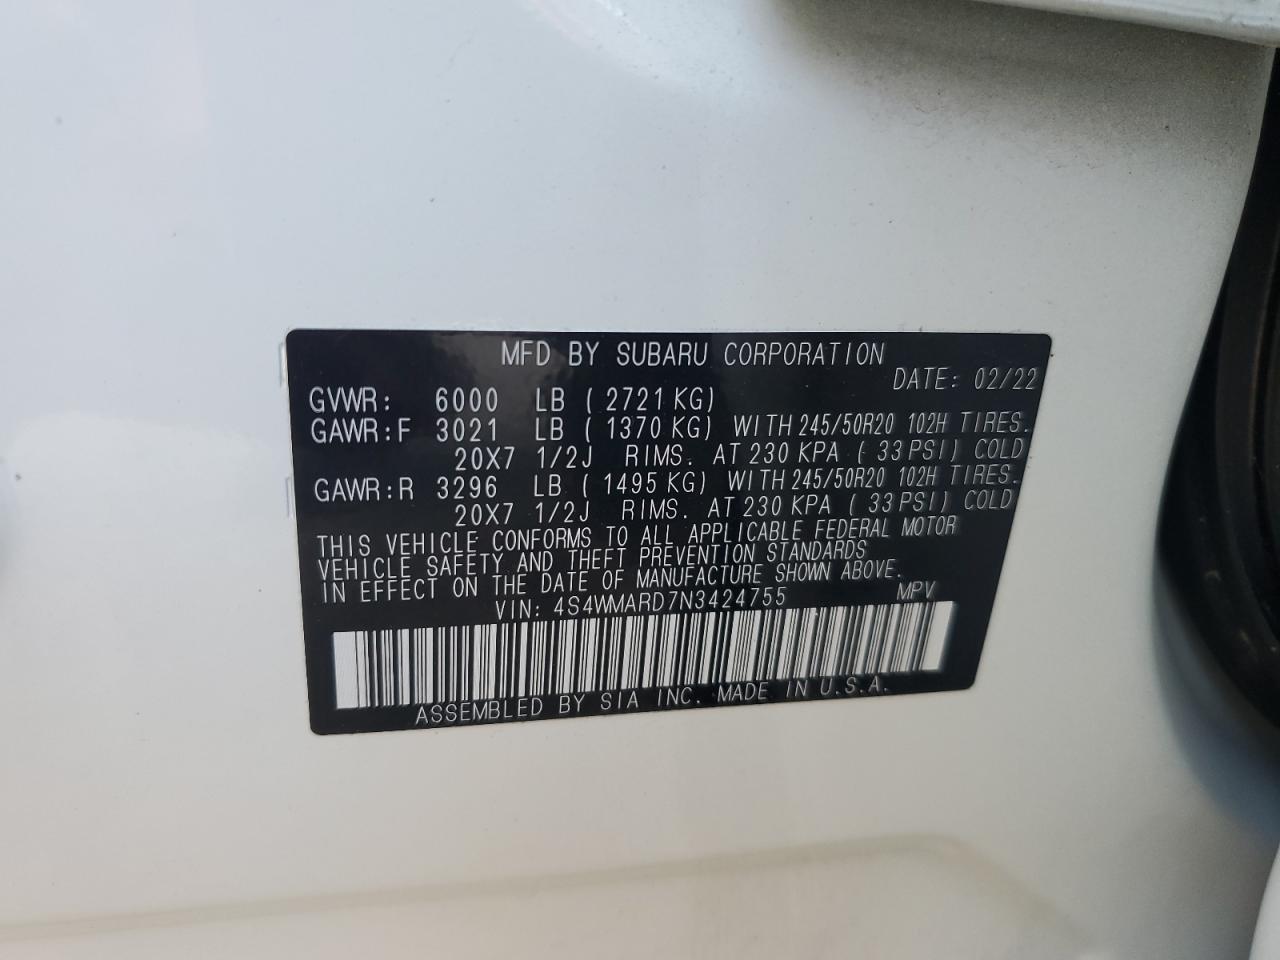 MFD BY SUBARU CORPORATION
DATE: 02/22
GVWR: 6000 LB ( 2721 KG)
GAWR:F 3021 LB ( 1370 KG) WITH 245/50R20 102H TIRES.
20X7 1/2J RIMS. AT 230 KPA ( 33 PSI) COLD
GAWR:R 3296 LB ( 1495 KG) WITH 245/50R20 102H TIRES.
20X7 1/2J RIMS. AT 230 KPA ( 33 PSI) COLD
THIS VEHICLE CONFORMS TO ALL APPLICABLE FEDERAL MOTOR
VEHICLE SAFETY AND THEFT PREVENTION STANDARDS
IN EFFECT ON THE DATE OF MANUFACTURE SHOWN ABOVE.
VIN: 4S4WMARD7N3424755 MPV
ASSEMBLED BY SIA INC. MADE IN U.S.A.